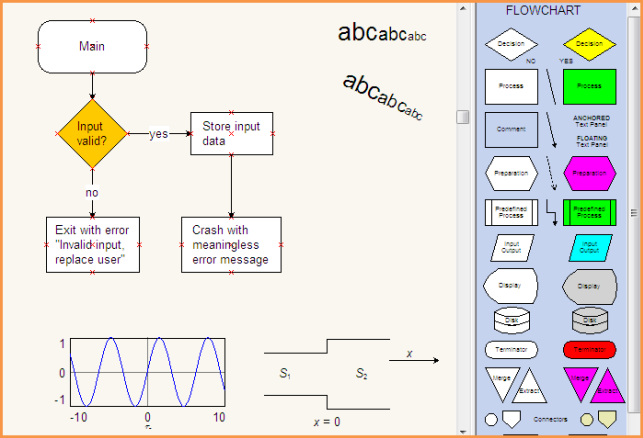 abcabcabc
abcabcabc
Main
Input
valid?
yes
no
Store input
data
Exit with error
"Invalid input,
replace user"
Crash with
meaningless
error message
1
0
-1
-10
0
10
S1
S2
x
x = 0
FLOWCHART
Decision
Decision
NO
YES
Process
Process
Comment
ANCHORED
Text Panel
FLOATING
Text Panel
Preparation
Preparation
Predefined
Process
Predefined
Process
Input
Output
Input
Output
Display
Display
Disk
Disk
Terminator
Terminator
Merge
Extract
Merge
Extract
Connectors